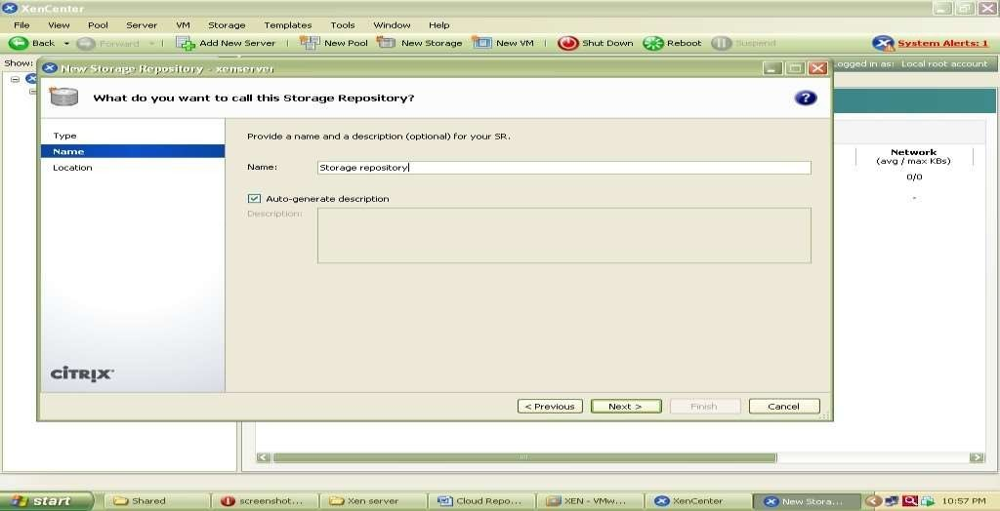 XenCenter
File View Pool Server VM Storage Templates Tools Window Help
Back Forward Add New Server New Pool New Storage New VM Shut Down Reboot Suspend System Alerts: 1
Show:
New Storage Repository - xenserver
ogged in as: Local root account
What do you want to call this Storage Repository?
?
Type
Name
Location
Provide a name and a description (optional) for your SR.
Name: Storage repository
Auto-generate description
Description:
Network
(avg / max KBs)
0/0
-
CITRIX
< Previous Next > Finish Cancel
start Shared screenshot... Xen server Cloud Repo... XEN - VMw... XenCenter New Stora... 10:57 PM